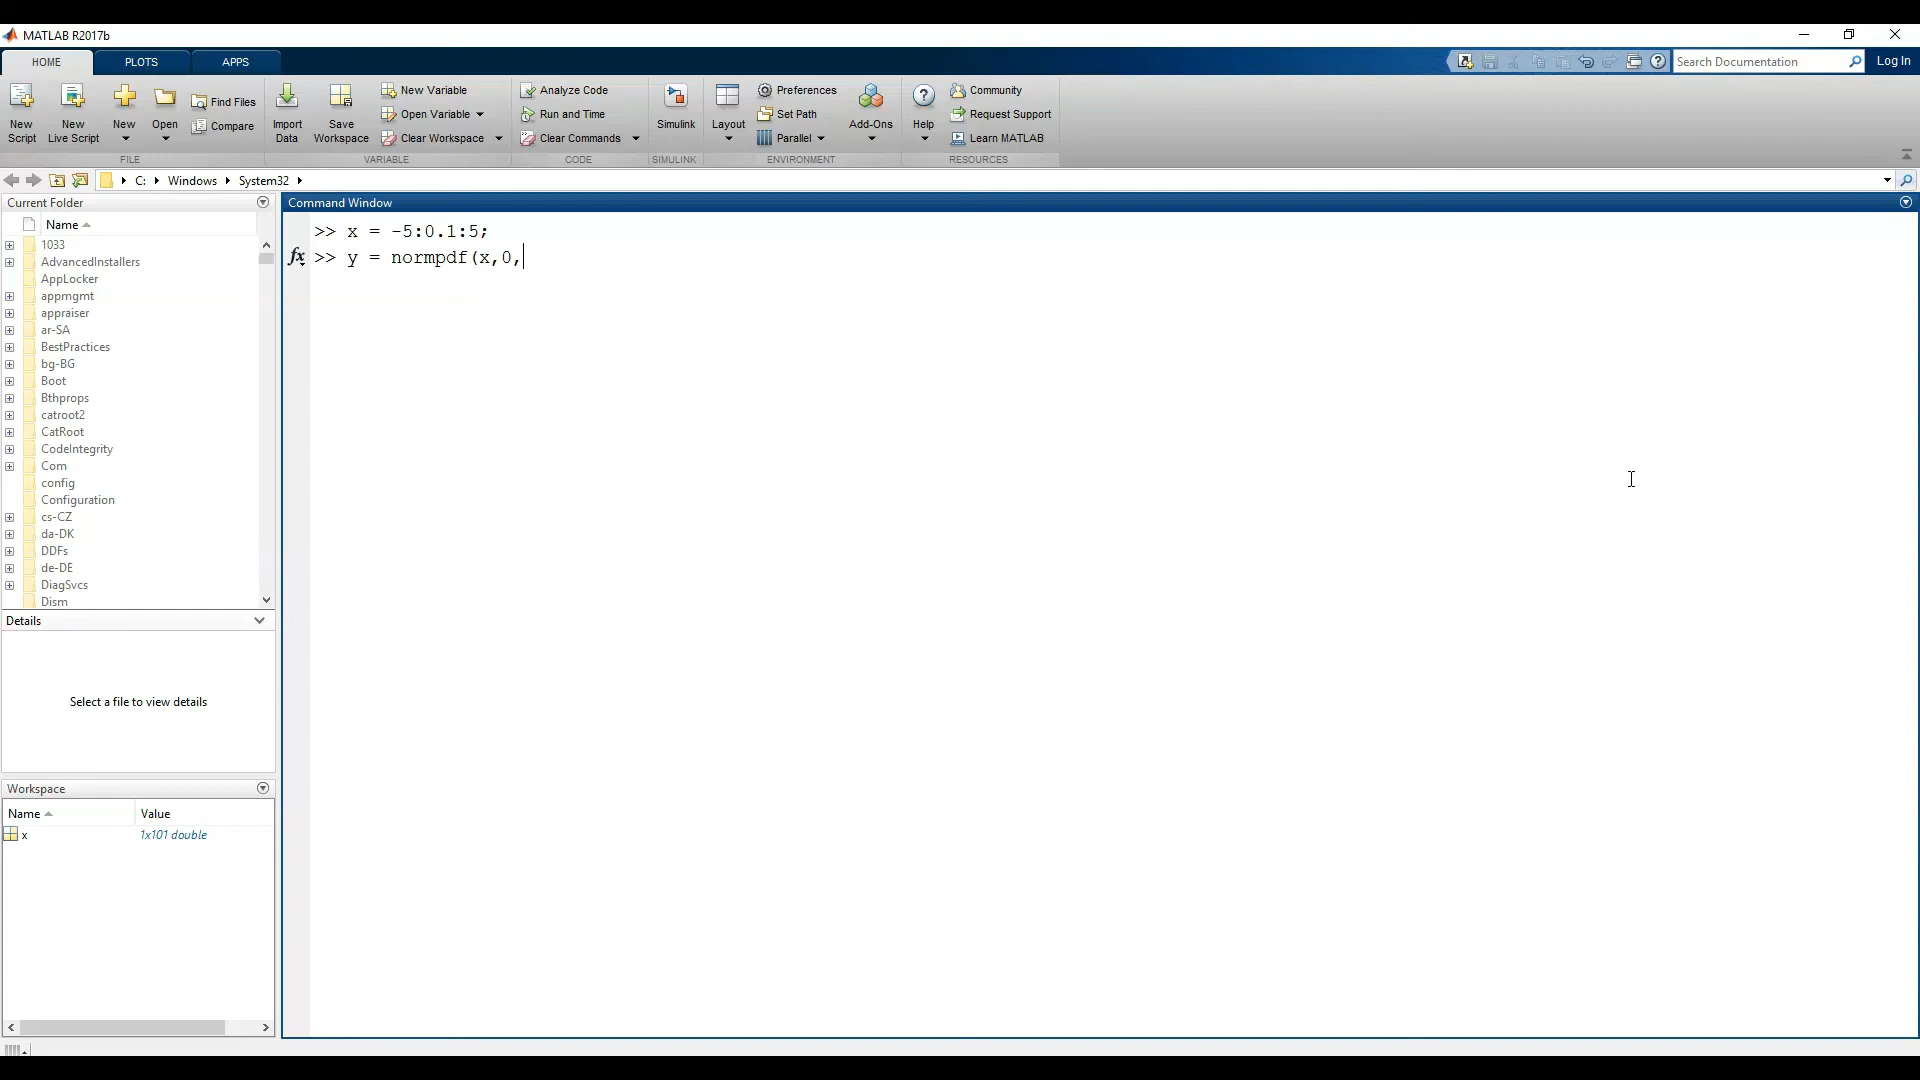 MATLAB R2017b
HOME PLOTS APPS
Search Documentation Log In
New Script
New Live Script
New
Open
Find Files
Compare
Import Data
Save Workspace
New Variable
Open Variable
Clear Workspace
Analyze Code
Run and Time
Clear Commands
Simulink
Layout
Preferences
Set Path
Parallel
Add-Ons
Help
Community
Request Support
Learn MATLAB
FILE VARIABLE CODE SIMULINK ENVIRONMENT RESOURCES
C: Windows System32
Current Folder
Name
1033
AdvancedInstallers
AppLocker
appmgmt
appraiser
ar-SA
BestPractices
bg-BG
Boot
Bthprops
catroot2
CatRoot
CodeIntegrity
Com
config
Configuration
cs-CZ
da-DK
DDFs
de-DE
DiagSvcs
Dism
Details
Select a file to view details
Workspace
Name Value
x 1x101 double
Command Window
>> x = -5:0.1:5;
fx >> y = normpdf(x,0,